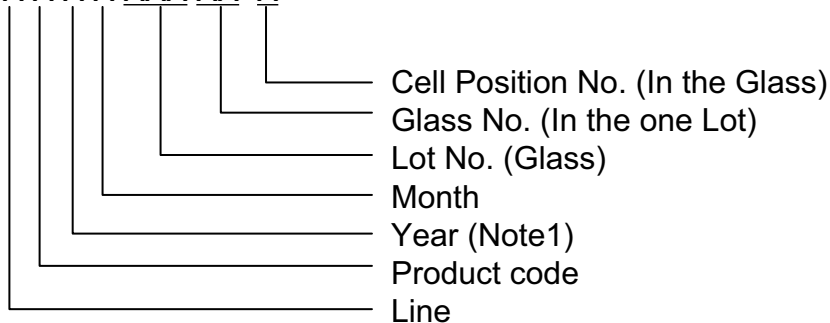 Cell Position No. (In the Glass)
Glass No. (In the one Lot)
Lot No. (Glass)
Month
Year (Note1)
Product code
Line